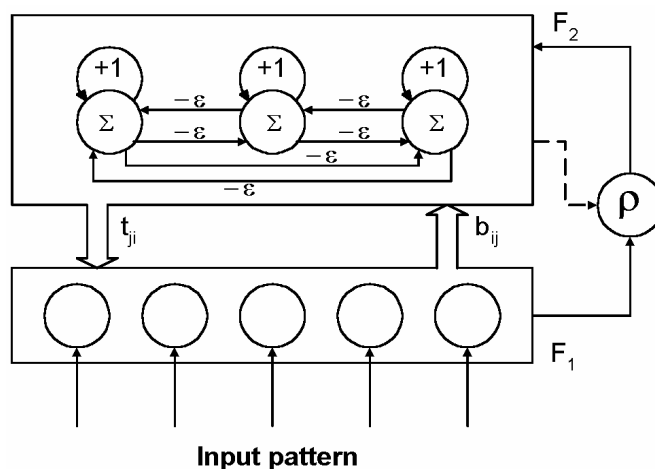 F2
+1 +1 +1
−ε −ε
Σ Σ Σ
−ε −ε
−ε
−ε
ρ
tji bij
F1
Input pattern